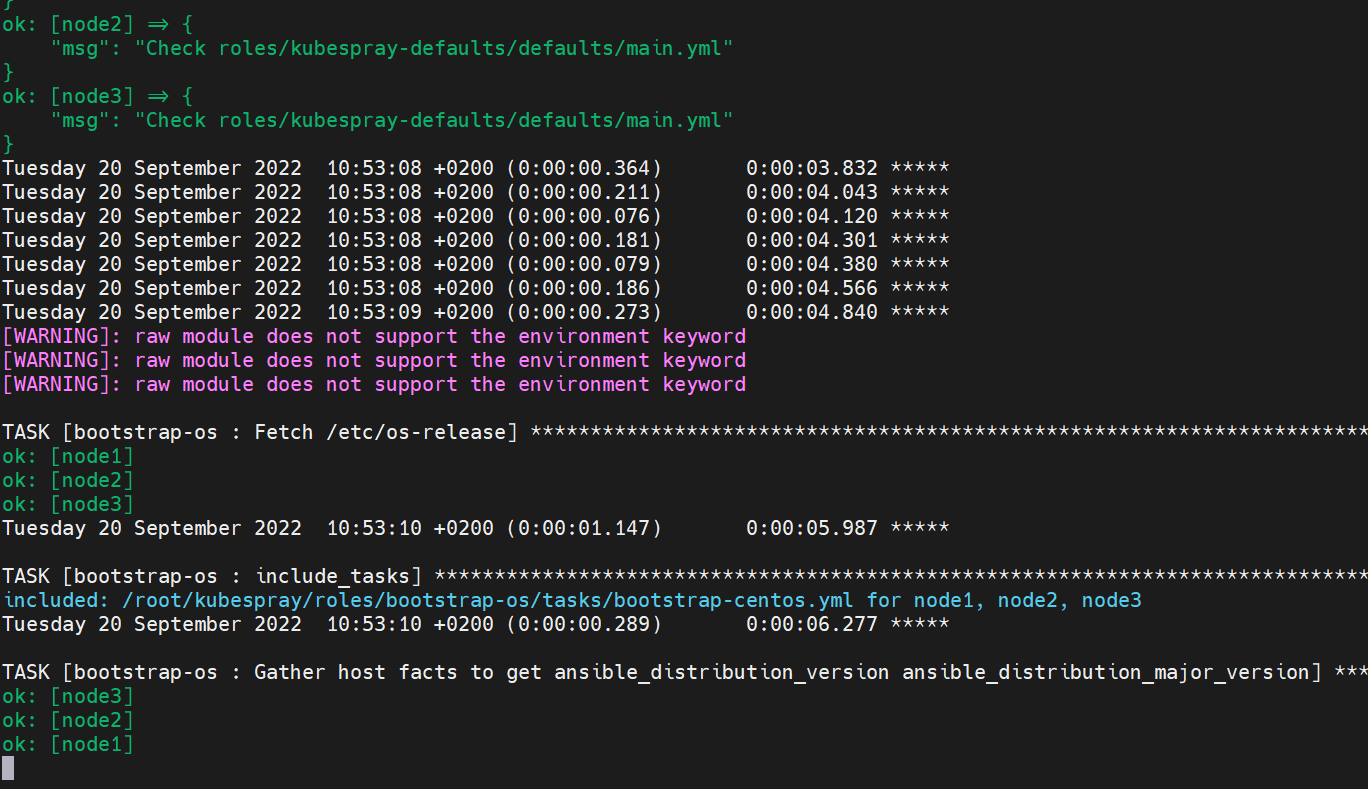 }
ok: [node2] => {
    "msg": "Check roles/kubespray-defaults/defaults/main.yml"
}
ok: [node3] => {
    "msg": "Check roles/kubespray-defaults/defaults/main.yml"
}
Tuesday 20 September 2022  10:53:08 +0200 (0:00:00.364)       0:00:03.832 *****
Tuesday 20 September 2022  10:53:08 +0200 (0:00:00.211)       0:00:04.043 *****
Tuesday 20 September 2022  10:53:08 +0200 (0:00:00.076)       0:00:04.120 *****
Tuesday 20 September 2022  10:53:08 +0200 (0:00:00.181)       0:00:04.301 *****
Tuesday 20 September 2022  10:53:08 +0200 (0:00:00.079)       0:00:04.380 *****
Tuesday 20 September 2022  10:53:08 +0200 (0:00:00.186)       0:00:04.566 *****
Tuesday 20 September 2022  10:53:09 +0200 (0:00:00.273)       0:00:04.840 *****
[WARNING]: raw module does not support the environment keyword
[WARNING]: raw module does not support the environment keyword
[WARNING]: raw module does not support the environment keyword
TASK [bootstrap-os : Fetch /etc/os-release] **********************************************************************
ok: [node1]
ok: [node2]
ok: [node3]
Tuesday 20 September 2022  10:53:10 +0200 (0:00:01.147)       0:00:05.987 *****
TASK [bootstrap-os : include_tasks] ******************************************************************************
included: /root/kubespray/roles/bootstrap-os/tasks/bootstrap-centos.yml for node1, node2, node3
Tuesday 20 September 2022  10:53:10 +0200 (0:00:00.289)       0:00:06.277 *****
TASK [bootstrap-os : Gather host facts to get ansible_distribution_version ansible_distribution_major_version] ***
ok: [node3]
ok: [node2]
ok: [node1]